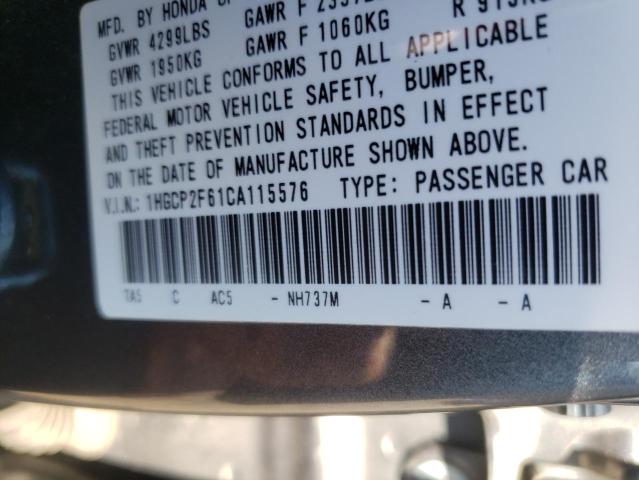 MFD. BY HONDA
GVWR 4299LBS GAWR F
GVWR 1950KG GAWR F 1060KG R
THIS VEHICLE CONFORMS TO ALL APPLICABLE
FEDERAL MOTOR VEHICLE SAFETY, BUMPER,
AND THEFT PREVENTION STANDARDS IN EFFECT
ON THE DATE OF MANUFACTURE SHOWN ABOVE.
V.I.N.: 1HGCP2F61CA115576 TYPE: PASSENGER CAR
TA5 C AC5 - NH737M - A - A